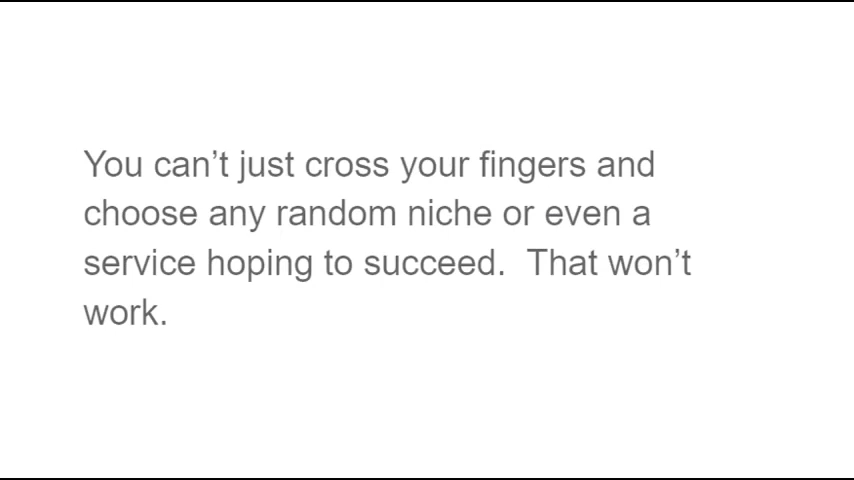 You can’t just cross your fingers and
choose any random niche or even a
service hoping to succeed.  That won’t
work.